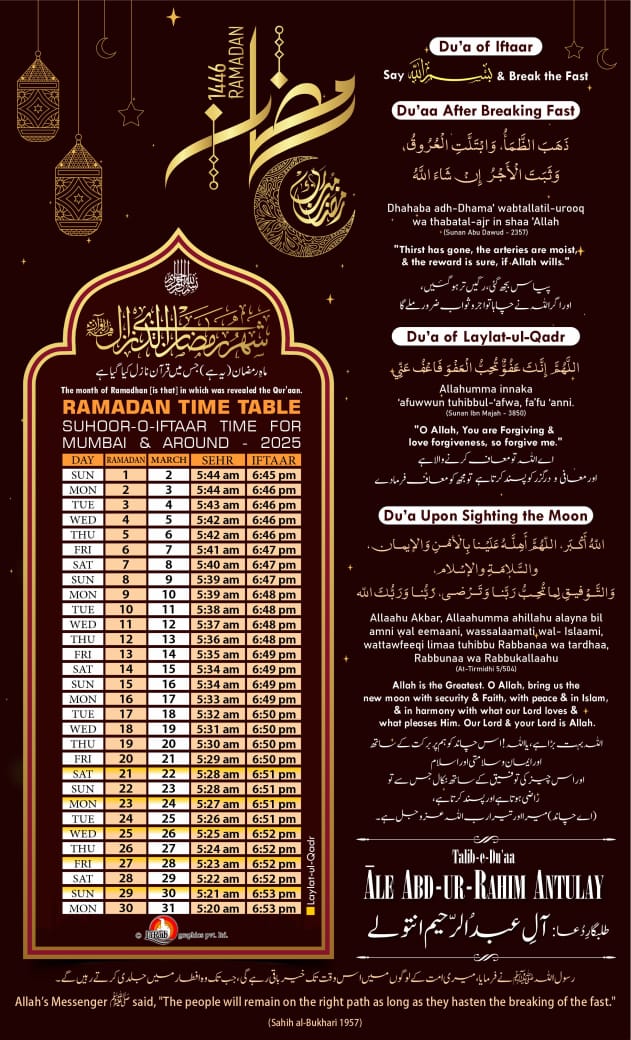 1446
RAMADAN
رمضان
رمضان مبارك
شهر رمضان الذي أنزل فيه القرآن
ماہِ رمضان (یہ ہے) جس میں قرآن نازل کیا گیا ہے
The month of Ramadhan [is that] in which was revealed the Qur'aan.
RAMADAN TIME TABLE
SUHOOR-O-IFTAAR TIME FOR
MUMBAI & AROUND - 2025
DAY RAMADAN MARCH SEHR IFTAAR
SUN 1 2 5:44 am 6:45 pm
MON 2 3 5:44 am 6:46 pm
TUE 3 4 5:43 am 6:46 pm
WED 4 5 5:42 am 6:46 pm
THU 5 6 5:42 am 6:46 pm
FRI 6 7 5:41 am 6:47 pm
SAT 7 8 5:40 am 6:47 pm
SUN 8 9 5:39 am 6:47 pm
MON 9 10 5:39 am 6:48 pm
TUE 10 11 5:38 am 6:48 pm
WED 11 12 5:37 am 6:48 pm
THU 12 13 5:36 am 6:48 pm
FRI 13 14 5:35 am 6:49 pm
SAT 14 15 5:34 am 6:49 pm
SUN 15 16 5:34 am 6:49 pm
MON 16 17 5:33 am 6:49 pm
TUE 17 18 5:32 am 6:50 pm
WED 18 19 5:31 am 6:50 pm
THU 19 20 5:30 am 6:50 pm
FRI 20 21 5:29 am 6:50 pm
SAT 21 22 5:28 am 6:51 pm
SUN 22 23 5:28 am 6:51 pm
MON 23 24 5:27 am 6:51 pm
TUE 24 25 5:26 am 6:51 pm
WED 25 26 5:25 am 6:52 pm
THU 26 27 5:24 am 6:52 pm
FRI 27 28 5:23 am 6:52 pm
SAT 28 29 5:22 am 6:52 pm
SUN 29 30 5:21 am 6:53 pm
MON 30 31 5:20 am 6:53 pm
Laylat-ul-Qadr
© graphics pvt. ltd.
Du'a of Iftaar
Say بِسْمِ اللّٰه & Break the Fast
Du'aa After Breaking Fast
ذَهَبَ الظَّمَأُ، وَابْتَلَّتِ الْعُرُوقُ،
وَثَبَتَ الْأَجْرُ إِن شَاءَ اللَّهُ
Dhahaba adh-Dhama' wabtallatil-urooq
wa thabatal-ajr in shaa 'Allah
(Sunan Abu Dawud - 2357)
"Thirst has gone, the arteries are moist,
& the reward is sure, if Allah wills."
پیاس بجھ گئی، رگیں تر ہو گئیں،
اور اگر اللہ نے چاہا تو اجر و ثواب ضرور ملے گا
Du'a of Laylat-ul-Qadr
اللَّهُمَّ إِنَّكَ عَفُوٌّ تُحِبُّ الْعَفْوَ فَاعْفُ عَنِّي
Allahumma innaka
'afuwwun tuhibbul-'afwa, fa'fu 'anni.
(Sunan Ibn Majah - 3850)
"O Allah, You are Forgiving &
love forgiveness, so forgive me."
اے اللہ تو معاف کرنے والا ہے
اور معافی و درگزر کو پسند کرتا ہے تو مجھ کو معاف فرما دے
Du'a Upon Sighting the Moon
اللَّهُ أَكْبَرُ، اللَّهُمَّ أَهِلَّهُ عَلَيْنَا بِالْأَمْنِ وَالْإِيمَانِ،
وَالسَّلَامَةِ وَالْإِسْلَامِ،
وَالتَّوْفِيقِ لِمَا تُحِبُّ رَبَّنَا وَتَرْضَى، رَبُّنَا وَرَبُّكَ اللَّه
Allaahu Akbar, Allaahumma ahillahu alayna bil
amni wal eemaani, wassalaamati wal- Islaami,
wattawfeeqi limaa tuhibbu Rabbanaa wa tardhaa,
Rabbunaa wa Rabbukallaahu
(At-Tirmidhi 5/504)
Allah is the Greatest. O Allah, bring us the
new moon with security & Faith, with peace & in Islam,
& in harmony with what our Lord loves &
what pleases Him. Our Lord & your Lord is Allah.
اللہ بہت بڑا ہے، یااللہ! اس چاند کو ہم پر برکت کے ساتھ
اور ایمان و سلامتی اور اسلام
اور اس چیز کی توفیق کے ساتھ نکال جس سے تو
راضی ہوتا ہے اور پسند کرتا ہے،
(اے چاند) میرا اور تیرا رب اللہ عزوجل ہے۔
Talib-e-Du'aa
ĀLE ABD-UR-RAHIM ANTULAY
طلبگارِ دُعا: آلِ عبدُ الرَّحیم انتولے
رسول اللہ ﷺ نے فرمایا، میری امت کے لوگوں میں اس وقت تک خیر باقی رہے گی، جب تک وہ افطار میں جلدی کرتے رہیں گے۔
Allah's Messenger ﷺ said, "The people will remain on the right path as long as they hasten the breaking of the fast."
(Sahih al-Bukhari 1957)